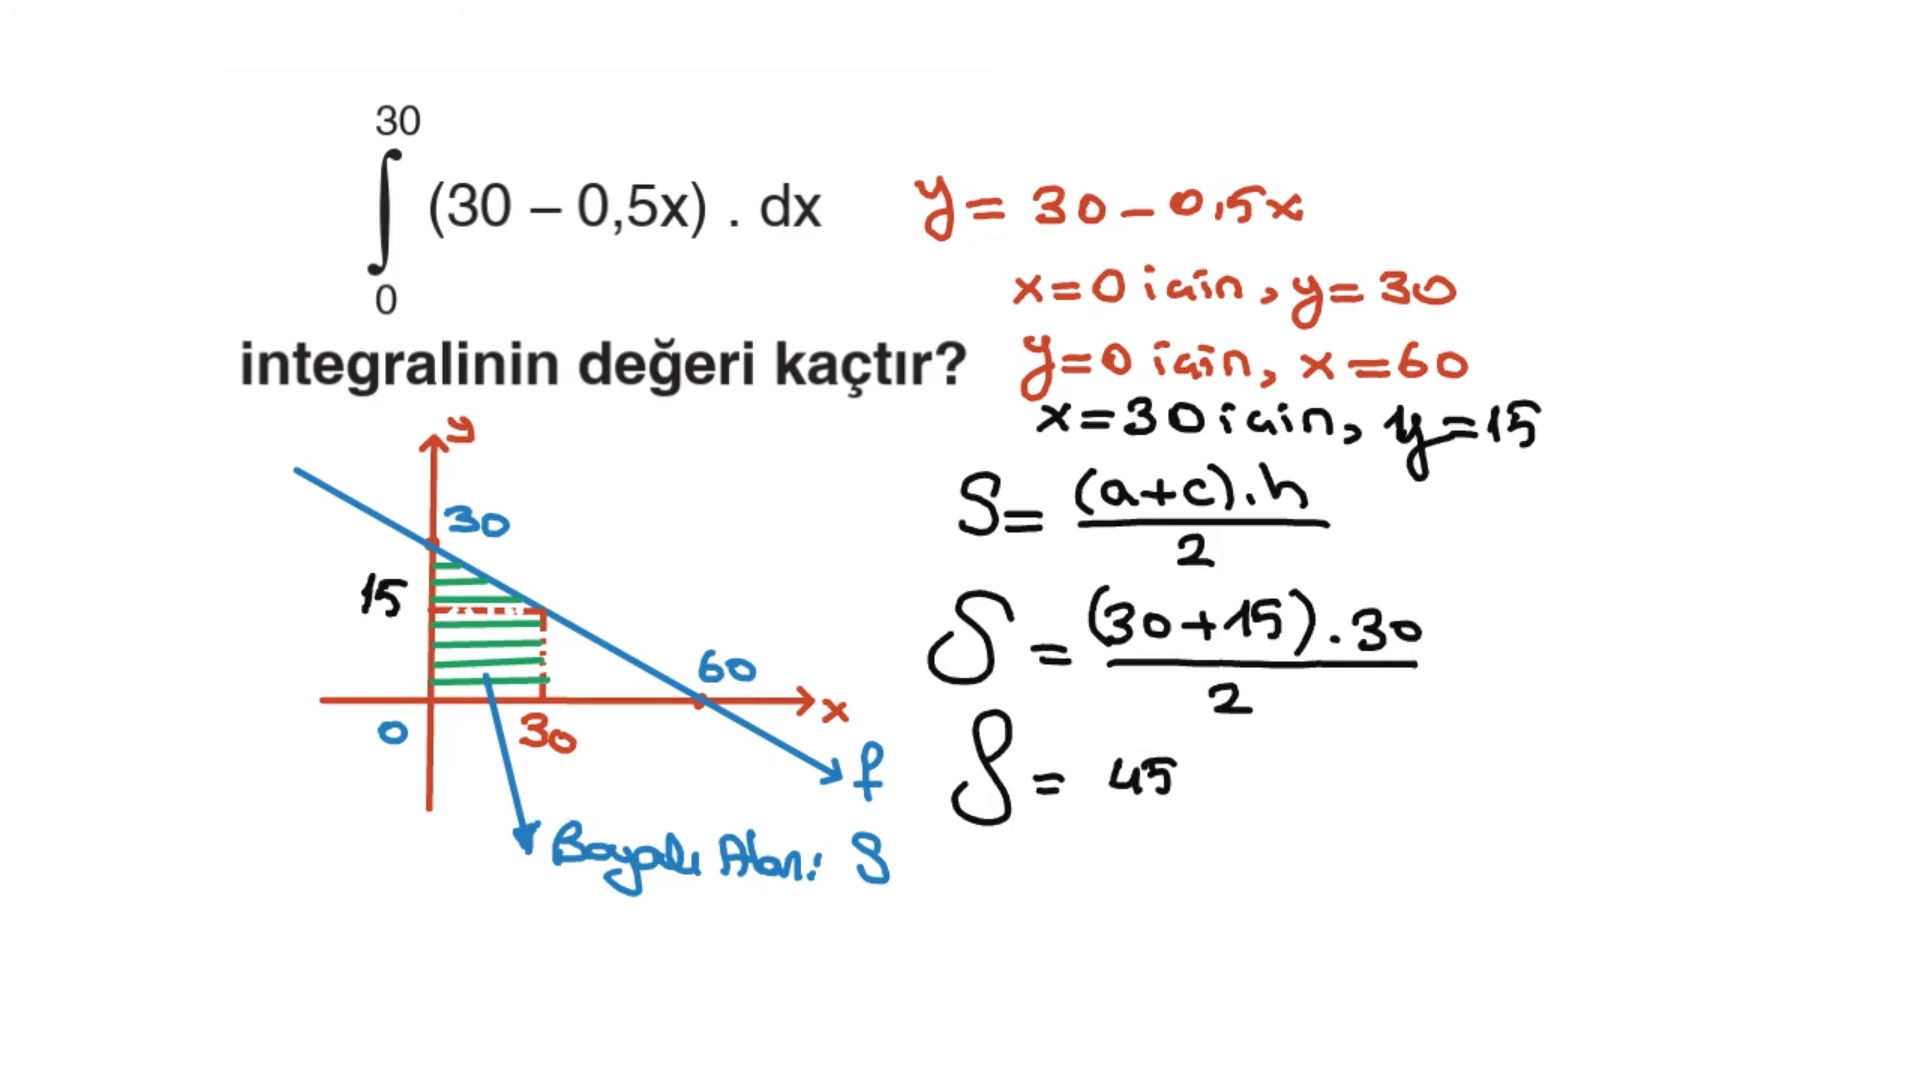 30
∫ (30 – 0,5x) . dx
0
integralinin değeri kaçtır?
y = 30 - 0,5x
x = 0 için, y = 30
y = 0 için, x = 60
x = 30 için, y = 15
S = (a+c).h
2
S = (30+15).30
2
S = 45
y
30
15
60
x
0
30
f
Boyalı Alan: S